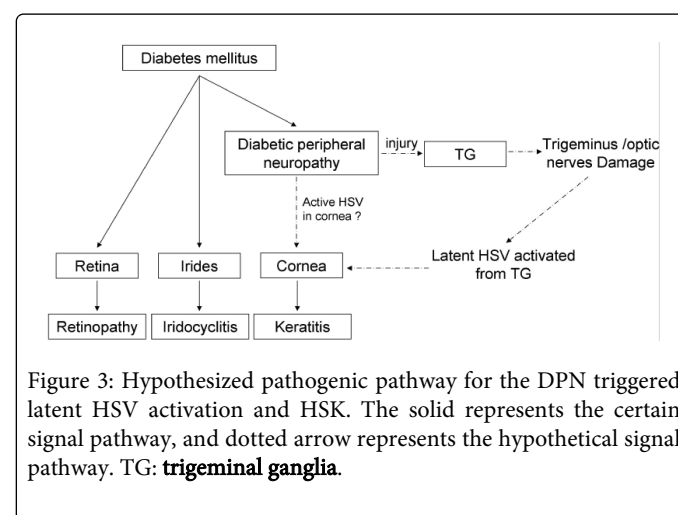 Diabetes mellitus
Diabetic peripheral
neuropathy
injury
TG
Trigeminus /optic
nerves Damage
Active HSV
in cornea ?
Latent HSV activated
from TG
Retina
Irides
Cornea
Retinopathy
Iridocyclitis
Keratitis
Figure 3: Hypothesized pathogenic pathway for the DPN triggered
latent HSV activation and HSK. The solid represents the certain
signal pathway, and dotted arrow represents the hypothetical signal
pathway. TG: trigeminal ganglia.